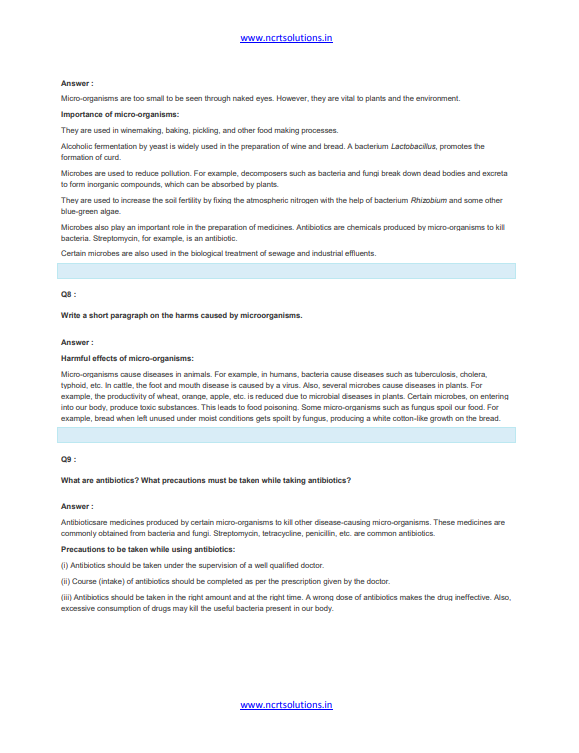 www.ncrtsolutions.in
Answer :
Micro-organisms are too small to be seen through naked eyes. However, they are vital to plants and the environment.
Importance of micro-organisms:
They are used in winemaking, baking, pickling, and other food making processes.
Alcoholic fermentation by yeast is widely used in the preparation of wine and bread. A bacterium Lactobacillus, promotes the
formation of curd.
Microbes are used to reduce pollution. For example, decomposers such as bacteria and fungi break down dead bodies and excreta
to form inorganic compounds, which can be absorbed by plants.
They are used to increase the soil fertility by fixing the atmospheric nitrogen with the help of bacterium Rhizobium and some other
blue-green algae.
Microbes also play an important role in the preparation of medicines. Antibiotics are chemicals produced by micro-organisms to kill
bacteria. Streptomycin, for example, is an antibiotic.
Certain microbes are also used in the biological treatment of sewage and industrial effluents.
Q8 :
Write a short paragraph on the harms caused by microorganisms.
Answer :
Harmful effects of micro-organisms:
Micro-organisms cause diseases in animals. For example, in humans, bacteria cause diseases such as tuberculosis, cholera,
typhoid, etc. In cattle, the foot and mouth disease is caused by a virus. Also, several microbes cause diseases in plants. For
example, the productivity of wheat, orange, apple, etc. is reduced due to microbial diseases in plants. Certain microbes, on entering
into our body, produce toxic substances. This leads to food poisoning. Some micro-organisms such as fungus spoil our food. For
example, bread when left unused under moist conditions gets spoilt by fungus, producing a white cotton-like growth on the bread.
Q9 :
What are antibiotics? What precautions must be taken while taking antibiotics?
Answer :
Antibioticsare medicines produced by certain micro-organisms to kill other disease-causing micro-organisms. These medicines are
commonly obtained from bacteria and fungi. Streptomycin, tetracycline, penicillin, etc. are common antibiotics.
Precautions to be taken while using antibiotics:
(i) Antibiotics should be taken under the supervision of a well qualified doctor.
(ii) Course (intake) of antibiotics should be completed as per the prescription given by the doctor.
(iii) Antibiotics should be taken in the right amount and at the right time. A wrong dose of antibiotics makes the drug ineffective. Also,
excessive consumption of drugs may kill the useful bacteria present in our body.
www.ncrtsolutions.in